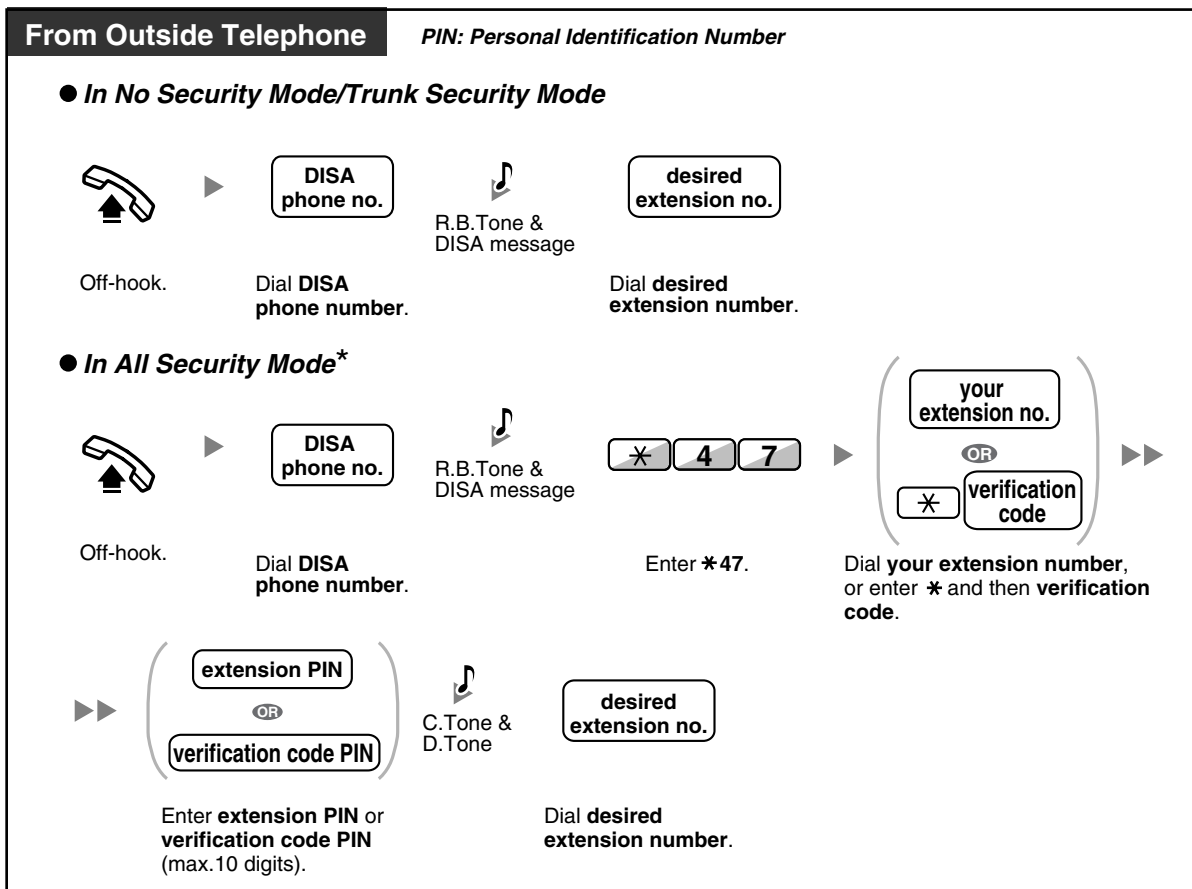 From Outside Telephone
PIN: Personal Identification Number
● In No Security Mode/Trunk Security Mode
DISA
phone no.
R.B.Tone &
DISA message
desired
extension no.
Off-hook.
Dial DISA
phone number.
Dial desired
extension number.
● In All Security Mode*
DISA
phone no.
R.B.Tone &
DISA message
* 4 7
your
extension no.
OR
* verification
code
Off-hook.
Dial DISA
phone number.
Enter *47.
Dial your extension number,
or enter * and then verification
code.
extension PIN
OR
verification code PIN
C.Tone &
D.Tone
desired
extension no.
Enter extension PIN or
verification code PIN
(max.10 digits).
Dial desired
extension number.